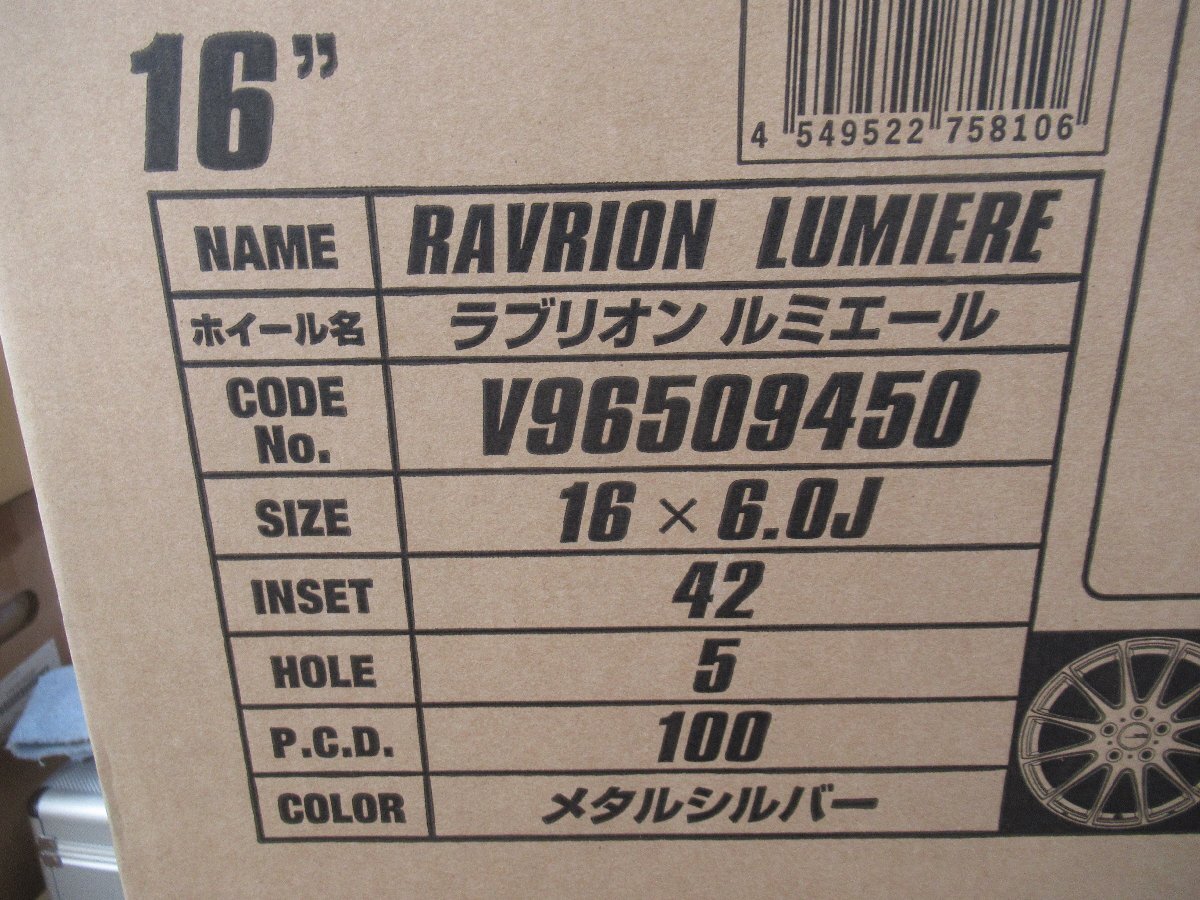 16”
4 549522 758106
NAME RAVRION LUMIERE
ホイール名 ラブリオン ルミエール
CODE No. V96509450
SIZE 16 × 6.0J
INSET 42
HOLE 5
P.C.D. 100
COLOR メタルシルバー